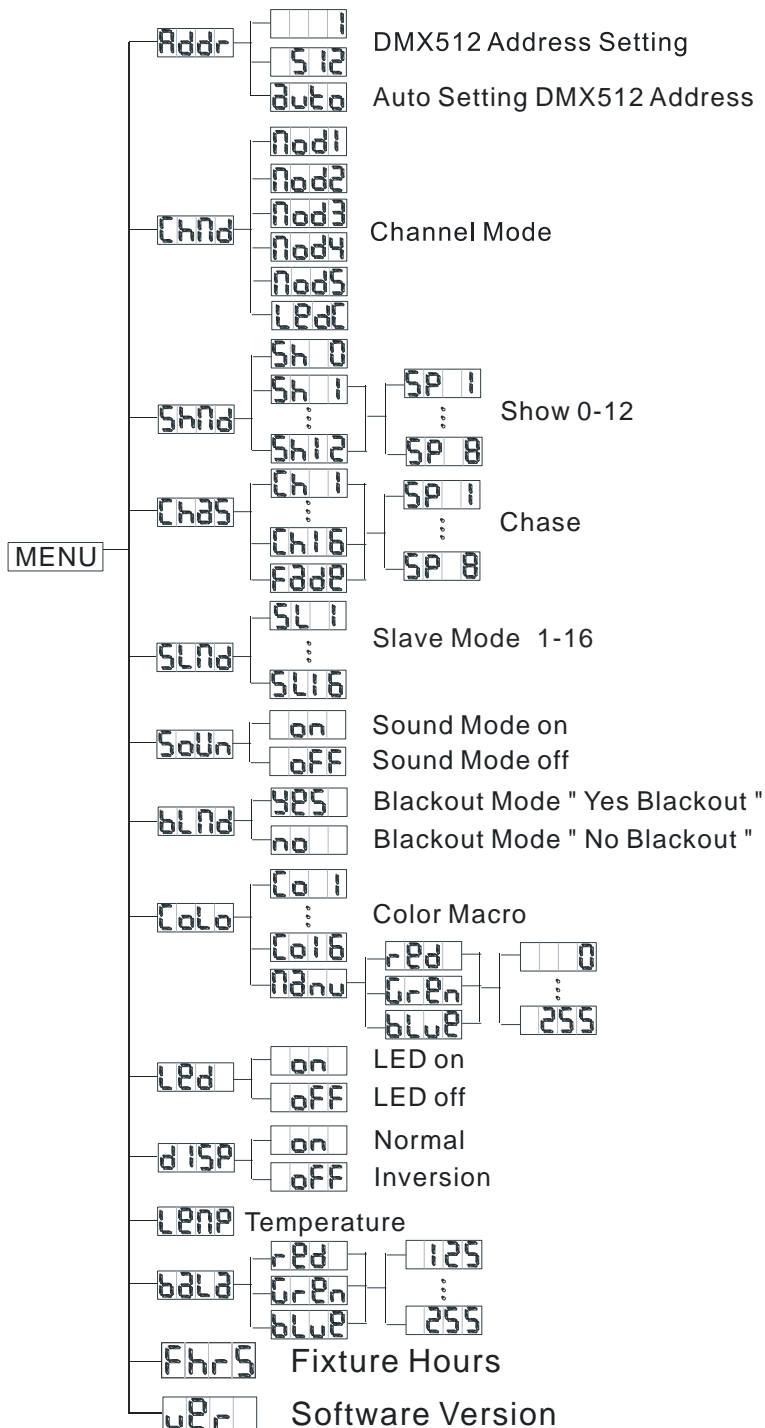 Addr
1
512
auto
DMX512 Address Setting
Auto Setting DMX512 Address
ChMd
Mod1
Mod2
Mod3
Mod4
Mod5
LedC
Channel Mode
ShMd
Sh 0
Sh 1
Sh12
SP 1
SP 8
Show 0-12
ChaS
Ch 1
Ch16
Fade
SP 1
SP 8
Chase
MENU
SLMd
SL 1
SL16
Slave Mode 1-16
SoUn
on
Sound Mode on
oFF
Sound Mode off
bLMd
yeS
Blackout Mode " Yes Blackout "
no
Blackout Mode " No Blackout "
CoLo
Co 1
Co16
Manu
Color Macro
red
Gren
bLue
0
255
Led
on
LED on
oFF
LED off
dISP
on
Normal
oFF
Inversion
teMP
Temperature
baLa
red
Gren
bLue
125
255
FhrS
Fixture Hours
ver
Software Version